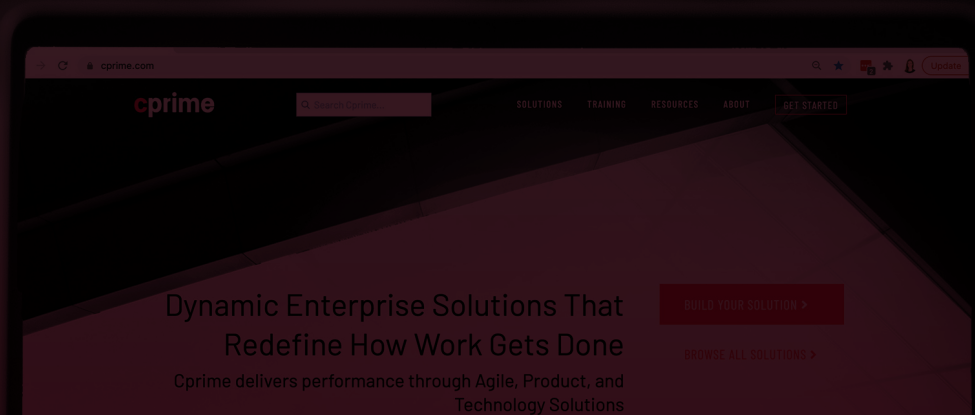 cprime.com
Update
2
cprime
Search Cprime...
SOLUTIONS
TRAINING
RESOURCES
ABOUT
GET STARTED
Dynamic Enterprise Solutions That
Redefine How Work Gets Done
BUILD YOUR SOLUTION >
BROWSE ALL SOLUTIONS >
Cprime delivers performance through Agile, Product, and
Technology Solutions